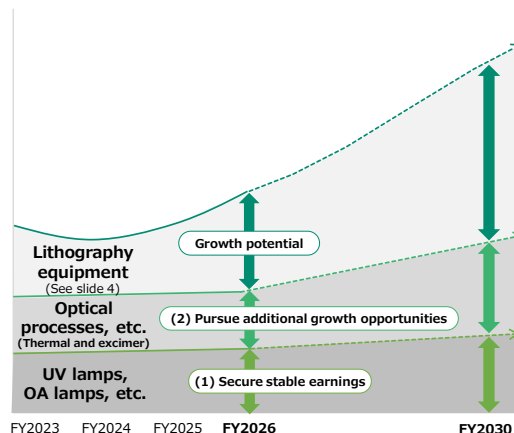 Growth potential
Lithography
equipment
(See slide 4)
Optical
processes, etc.
(Thermal and excimer)
(2) Pursue additional growth opportunities
UV lamps,
OA lamps, etc.
(1) Secure stable earnings
FY2023 FY2024 FY2025 FY2026 FY2030